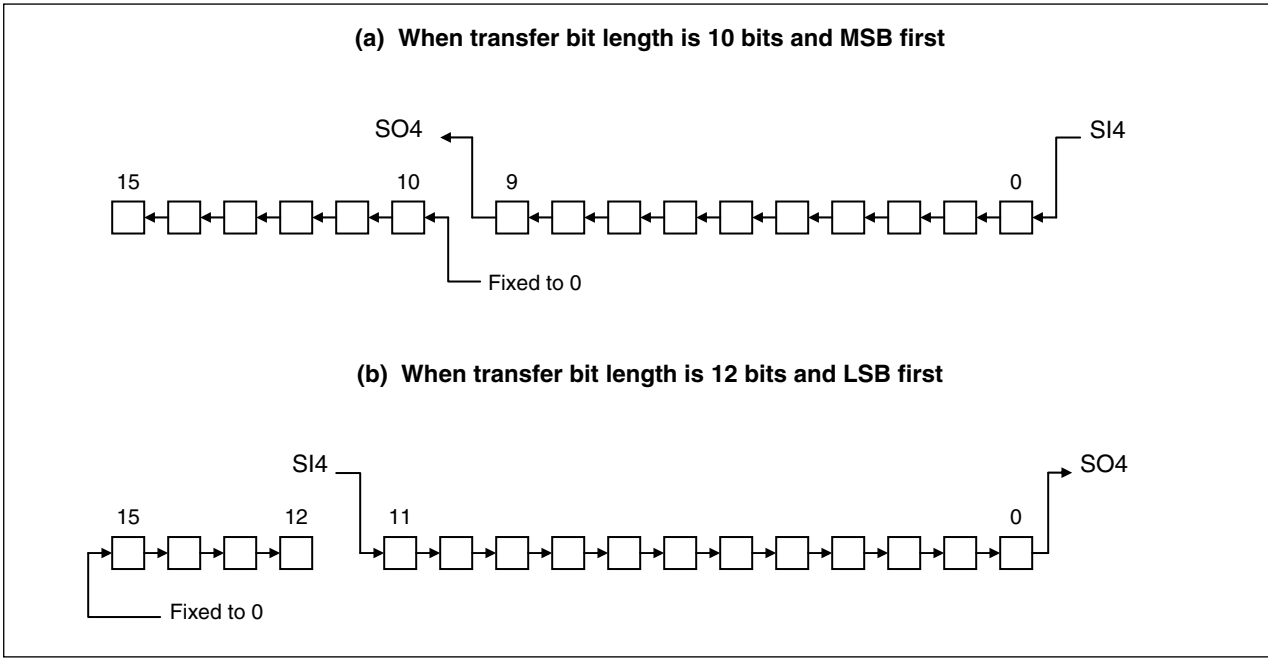 (a) When transfer bit length is 10 bits and MSB first
SO4
SI4
15
10
9
0
Fixed to 0
(b) When transfer bit length is 12 bits and LSB first
SI4
SO4
15
12
11
0
Fixed to 0